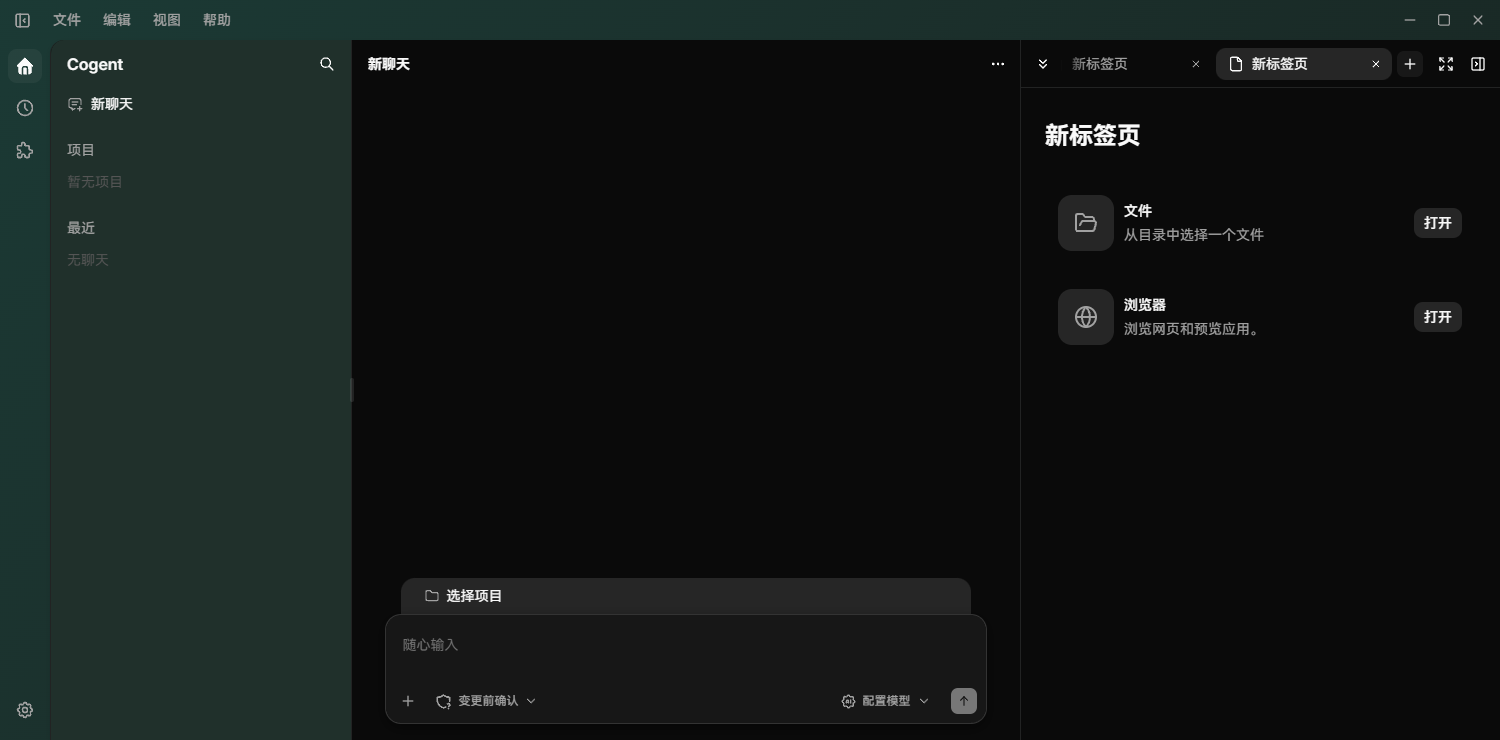 文件 编辑 视图 帮助
Cogent
新聊天
项目
暂无项目
最近
无聊天
新聊天
选择项目
随心输入
变更前确认
配置模型
新标签页 新标签页
新标签页
文件
从目录中选择一个文件
打开
浏览器
浏览网页和预览应用。
打开